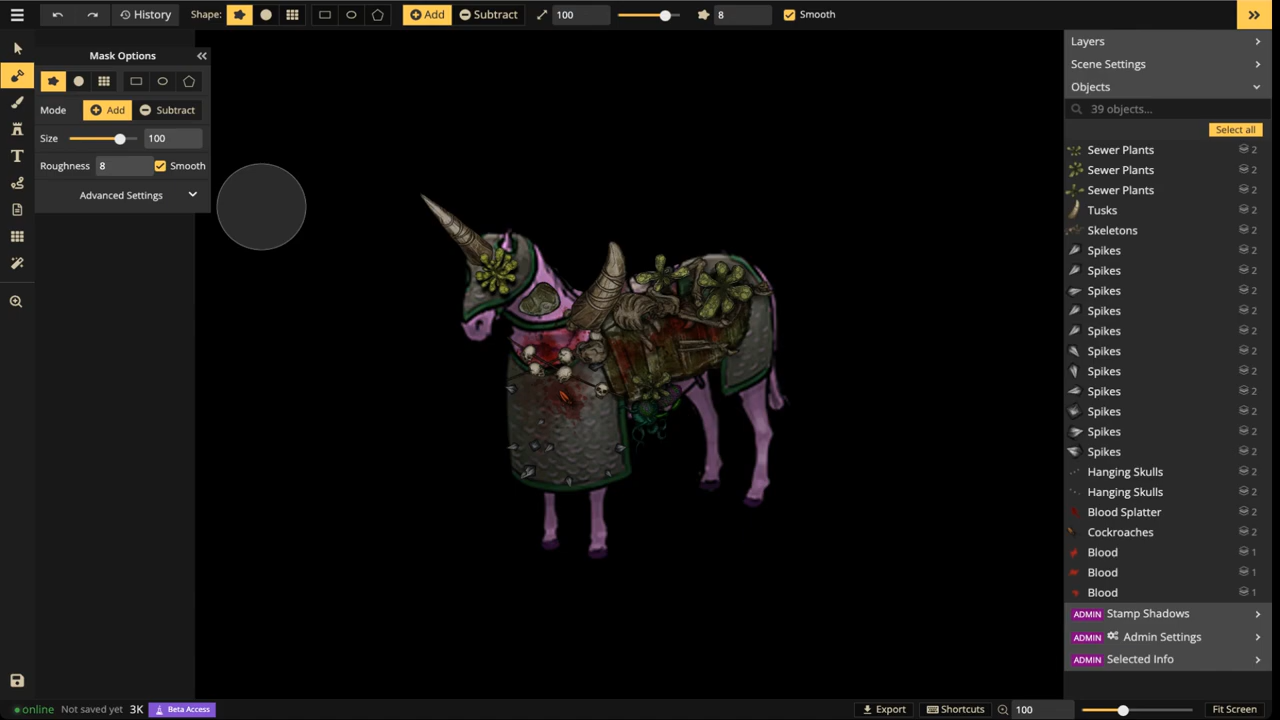 History
Shape:
Add
Subtract
100
8
Smooth
Mask Options
Mode
Add
Subtract
Size
100
Roughness
8
Smooth
Advanced Settings
Layers
Scene Settings
Objects
39 objects...
Select all
Sewer Plants 2
Sewer Plants 2
Sewer Plants 2
Tusks 2
Skeletons 2
Spikes 2
Spikes 2
Spikes 2
Spikes 2
Spikes 2
Spikes 2
Spikes 2
Spikes 2
Spikes 2
Spikes 2
Spikes 2
Hanging Skulls 2
Hanging Skulls 2
Blood Splatter 2
Cockroaches 2
Blood 1
Blood 1
Blood 1
ADMIN Stamp Shadows
ADMIN Admin Settings
ADMIN Selected Info
online
Not saved yet
3K
Beta Access
Export
Shortcuts
100
Fit Screen